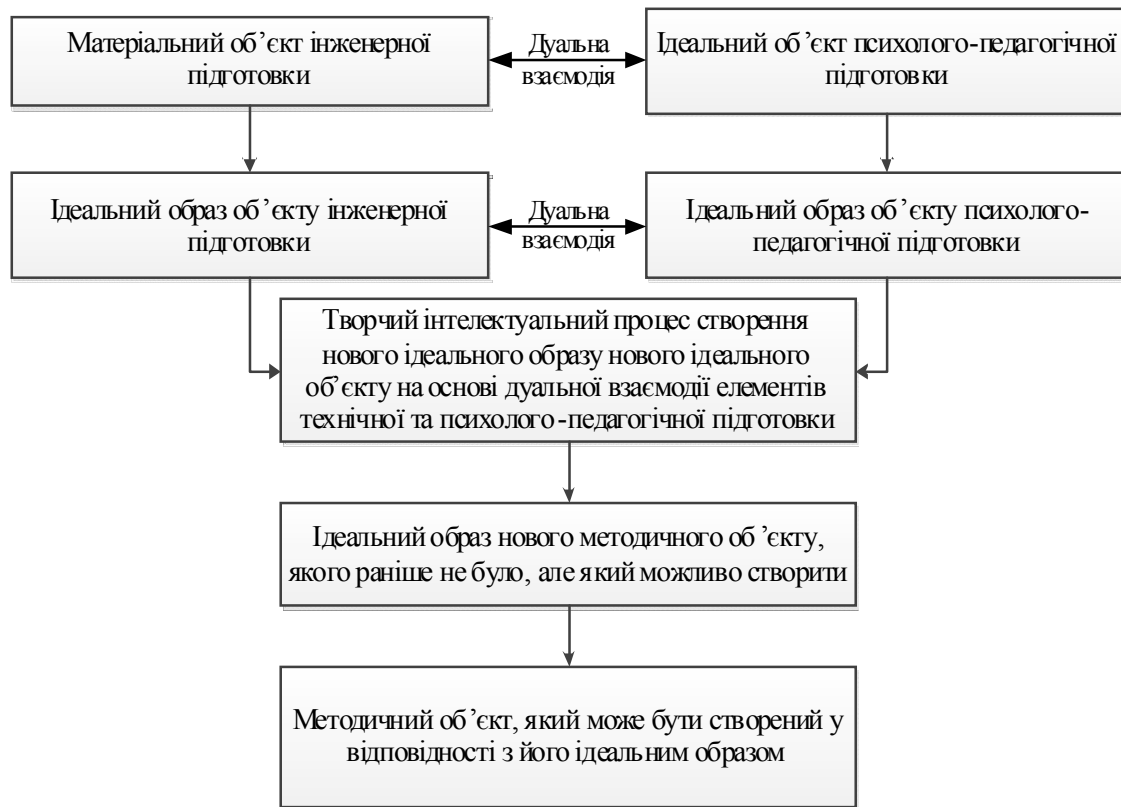 Матеріальний об’єкт інженерної
підготовки
Дуальна
взаємодія
Ідеальний об’єкт психолого-педагогічної
підготовки
Ідеальний образ об’єкту інженерної
підготовки
Дуальна
взаємодія
Ідеальний образ об’єкту психолого-
педагогічної підготовки
Творчий інтелектуальний процес створення
нового ідеального образу нового ідеального
об’єкту на основі дуальної взаємодії елементів
технічної та психолого-педагогічної підготовки
Ідеальний образ нового методичного об’єкту,
якого раніше не було, але який можливо створити
Методичний об’єкт, який може бути створений у
відповідності з його ідеальним образом